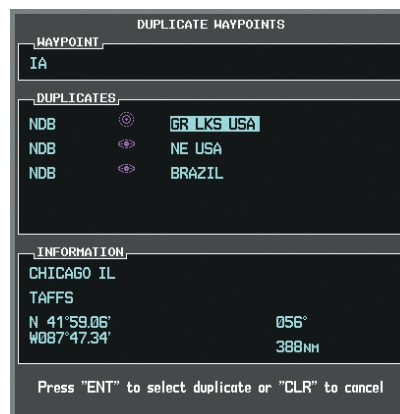 DUPLICATE WAYPOINTS
WAYPOINT
IA
DUPLICATES
NDB GR LKS USA
NDB NE USA
NDB BRAZIL
INFORMATION
CHICAGO IL
TAFFS
N 41°59.06' 056°
W087°47.34'
388NM
Press "ENT" to select duplicate or "CLR" to cancel